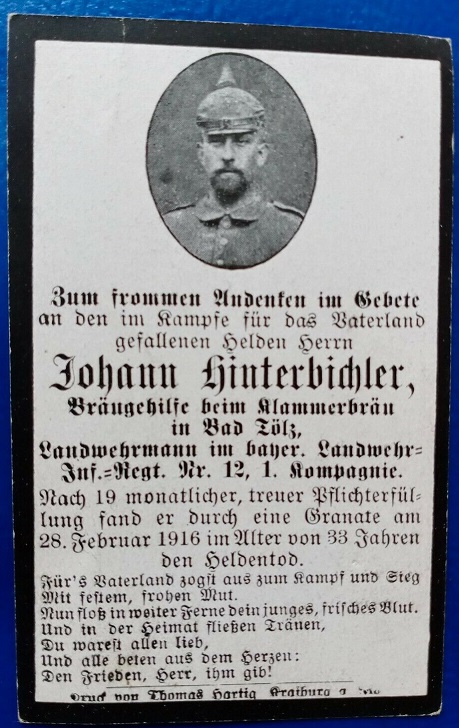 Zum frommen Andenken im Gebete
an den im Kampfe für das Vaterland
gefallenen Helden Herrn
Johann Hinterbichler,
Bräugehilfe beim Klammerbräu
in Bad Tölz,
Landwehrmann im bayer. Landwehr-
Inf.-Regt. Nr. 12, 1. Kompagnie.
Nach 19 monatlicher, treuer Pflichterfül-
lung fand er durch eine Granate am
28. Februar 1916 im Alter von 33 Jahren
den Heldentod.
Für's Vaterland zogst aus zum Kampf und Sieg
Mit festem, frohen Mut.
Nun floß in weiter Ferne dein junges, frisches Blut.
Und in der Heimat fließen Tränen,
Du warest allen lieb,
Und alle beten aus dem Herzen:
Den Frieden, Herr, ihm gib!
Druck von Thomas Hartig Kraiburg a